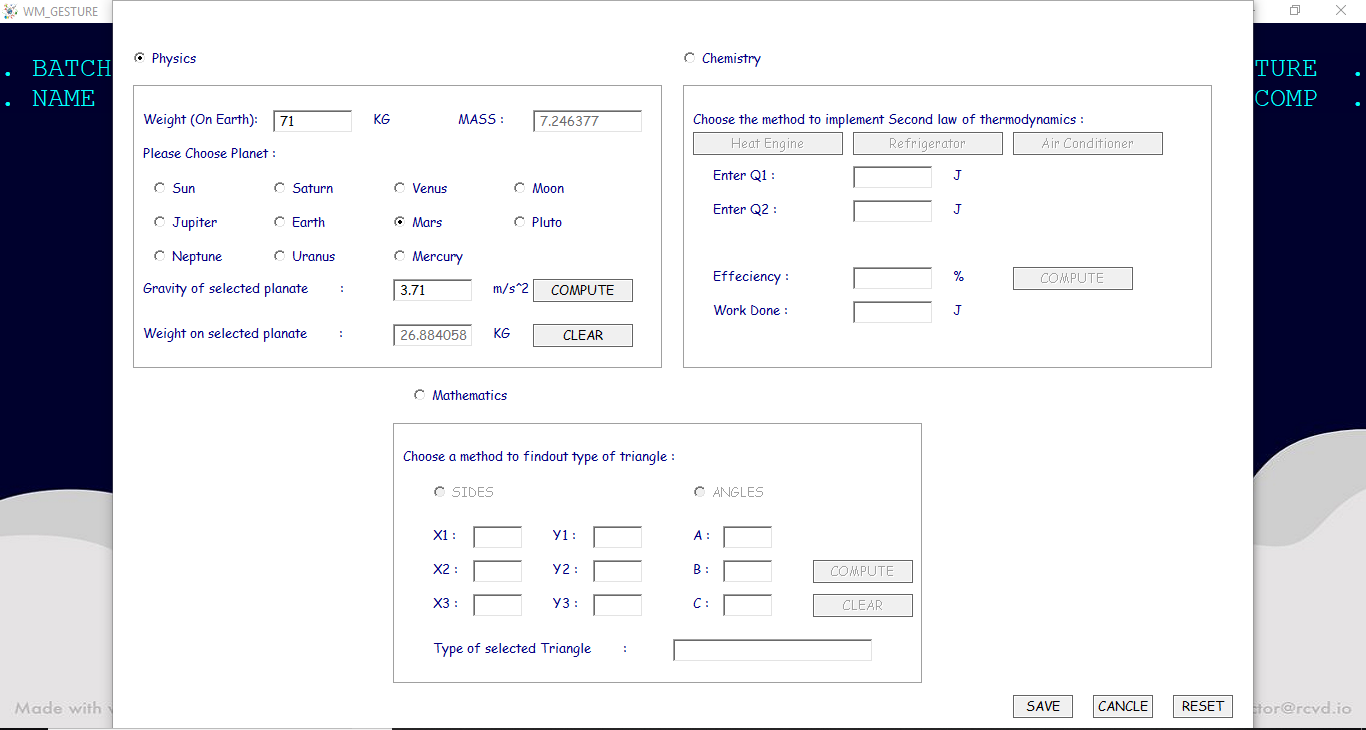 WM_GESTURE
. BATCH
TURE .
. NAME
COMP .
Physics
Chemistry
Weight (On Earth): 71 KG MASS : 7.246377
Please Choose Planet :
Sun Saturn Venus Moon
Jupiter Earth Mars Pluto
Neptune Uranus Mercury
Gravity of selected planate : 3.71 m/s^2 COMPUTE
Weight on selected planate : 26.884058 KG CLEAR
Choose the method to implement Second law of thermodynamics :
Heat Engine Refrigerator Air Conditioner
Enter Q1 : J
Enter Q2 : J
Effeciency : % COMPUTE
Work Done : J
Mathematics
Choose a method to findout type of triangle :
SIDES ANGLES
X1 : Y1 : A :
X2 : Y2 : B : COMPUTE
X3 : Y3 : C : CLEAR
Type of selected Triangle :
SAVE CANCLE RESET
Made with
ctor@rcvd.io